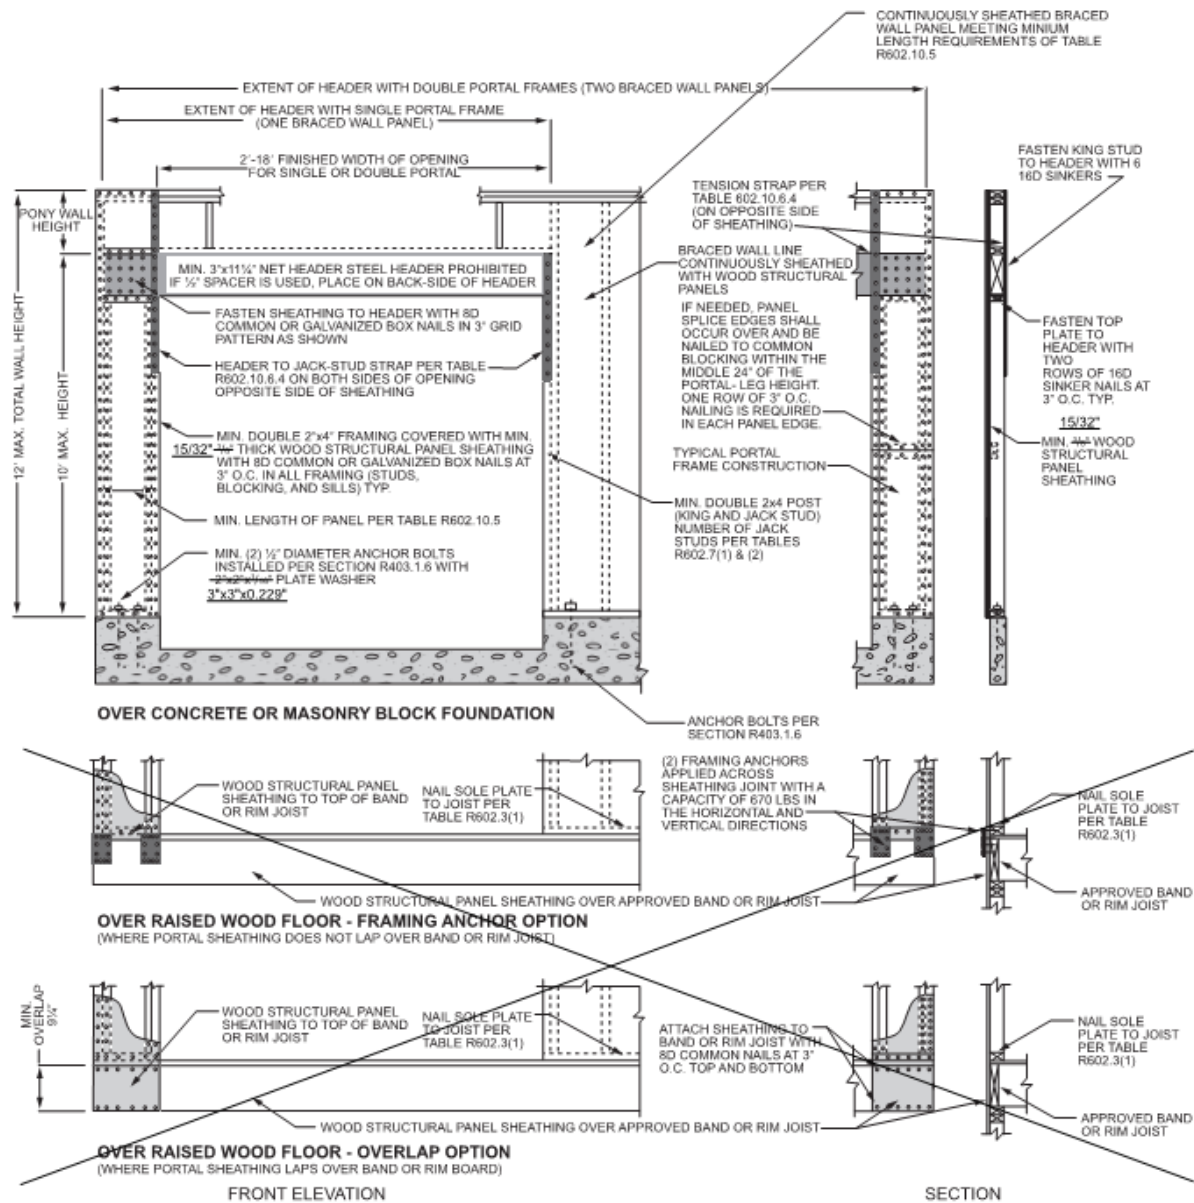 CONTINUOUSLY SHEATHED BRACED
WALL PANEL MEETING MINIUM
LENGTH REQUIREMENTS OF TABLE
R602.10.5
EXTENT OF HEADER WITH DOUBLE PORTAL FRAMES (TWO BRACED WALL PANELS)
EXTENT OF HEADER WITH SINGLE PORTAL FRAME
(ONE BRACED WALL PANEL)
2'-18' FINISHED WIDTH OF OPENING
FOR SINGLE OR DOUBLE PORTAL
FASTEN KING STUD
TO HEADER WITH 6
16D SINKERS
TENSION STRAP PER
TABLE 602.10.6.4
(ON OPPOSITE SIDE
OF SHEATHING)
PONY WALL
HEIGHT
12' MAX. TOTAL WALL HEIGHT
10' MAX. HEIGHT
BRACED WALL LINE
CONTINUOUSLY SHEATHED
WITH WOOD STRUCTURAL
PANELS
MIN. 3"x11¼" NET HEADER STEEL HEADER PROHIBITED
IF ½" SPACER IS USED, PLACE ON BACK-SIDE OF HEADER
FASTEN SHEATHING TO HEADER WITH 8D
COMMON OR GALVANIZED BOX NAILS IN 3" GRID
PATTERN AS SHOWN
IF NEEDED, PANEL
SPLICE EDGES SHALL
OCCUR OVER AND BE
NAILED TO COMMON
BLOCKING WITHIN THE
MIDDLE 24" OF THE
PORTAL- LEG HEIGHT.
ONE ROW OF 3" O.C.
NAILING IS REQUIRED
IN EACH PANEL EDGE.
FASTEN TOP
PLATE TO
HEADER WITH
TWO
ROWS OF 16D
SINKER NAILS AT
3" O.C. TYP.
HEADER TO JACK-STUD STRAP PER TABLE
R602.10.6.4 ON BOTH SIDES OF OPENING
OPPOSITE SIDE OF SHEATHING
15/32"
MIN. WOOD
STRUCTURAL
PANEL
SHEATHING
MIN. DOUBLE 2"x4" FRAMING COVERED WITH MIN.
15/32" THICK WOOD STRUCTURAL PANEL SHEATHING
WITH 8D COMMON OR GALVANIZED BOX NAILS AT
3" O.C. IN ALL FRAMING (STUDS,
BLOCKING, AND SILLS) TYP.
TYPICAL PORTAL
FRAME CONSTRUCTION
MIN. LENGTH OF PANEL PER TABLE R602.10.5
MIN. DOUBLE 2x4 POST
(KING AND JACK STUD)
NUMBER OF JACK
STUDS PER TABLES
R602.7(1) & (2)
MIN. (2) ½" DIAMETER ANCHOR BOLTS
INSTALLED PER SECTION R403.1.6 WITH
PLATE WASHER
3"x3"x0.229"
OVER CONCRETE OR MASONRY BLOCK FOUNDATION
ANCHOR BOLTS PER
SECTION R403.1.6
WOOD STRUCTURAL PANEL
SHEATHING TO TOP OF BAND
OR RIM JOIST
NAIL SOLE PLATE
TO JOIST PER
TABLE R602.3(1)
(2) FRAMING ANCHORS
APPLIED ACROSS
SHEATHING JOINT WITH A
CAPACITY OF 670 LBS IN
THE HORIZONTAL AND
VERTICAL DIRECTIONS
NAIL SOLE
PLATE TO JOIST
PER TABLE
R602.3(1)
WOOD STRUCTURAL PANEL SHEATHING OVER APPROVED BAND OR RIM JOIST
APPROVED BAND
OR RIM JOIST
OVER RAISED WOOD FLOOR - FRAMING ANCHOR OPTION
(WHERE PORTAL SHEATHING DOES NOT LAP OVER BAND OR RIM JOIST)
MIN.
OVERLAP
9¼"
WOOD STRUCTURAL PANEL
SHEATHING TO TOP OF BAND
OR RIM JOIST
NAIL SOLE PLATE
TO JOIST PER
TABLE R602.3(1)
ATTACH SHEATHING TO
BAND OR RIM JOIST WITH
8D COMMON NAILS AT 3"
O.C. TOP AND BOTTOM
NAIL SOLE
PLATE TO JOIST
PER TABLE
R602.3(1)
WOOD STRUCTURAL PANEL SHEATHING OVER APPROVED BAND OR RIM JOIST
APPROVED BAND
OR RIM JOIST
OVER RAISED WOOD FLOOR - OVERLAP OPTION
(WHERE PORTAL SHEATHING LAPS OVER BAND OR RIM BOARD)
FRONT ELEVATION
SECTION